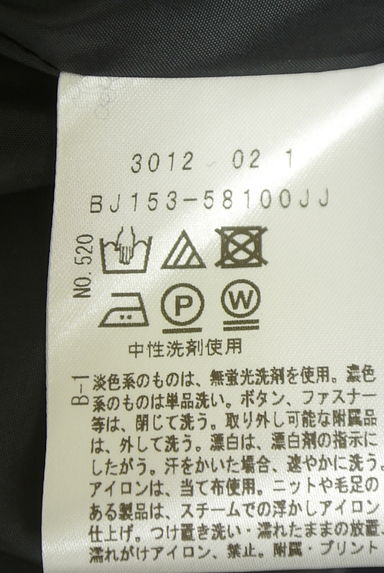 3012 02 1
BJ153-58100JJ
NO.520
P
W
中性洗剤使用
B-1
淡色系のものは、無蛍光洗剤を使用。濃色
系のものは単品洗い。ボタン、ファスナー
等は、閉じて洗う。取り外し可能な附属品
は、外して洗う。漂白は、漂白剤の指示に
したがう。汗をかいた場合、速やかに洗う。
アイロンは、当て布使用。ニットや毛足の
ある製品は、スチームでの浮かしアイロン
仕上げ。つけ置き洗い・濡れたままの放置、
濡れがけアイロン、禁止。附属・プリント